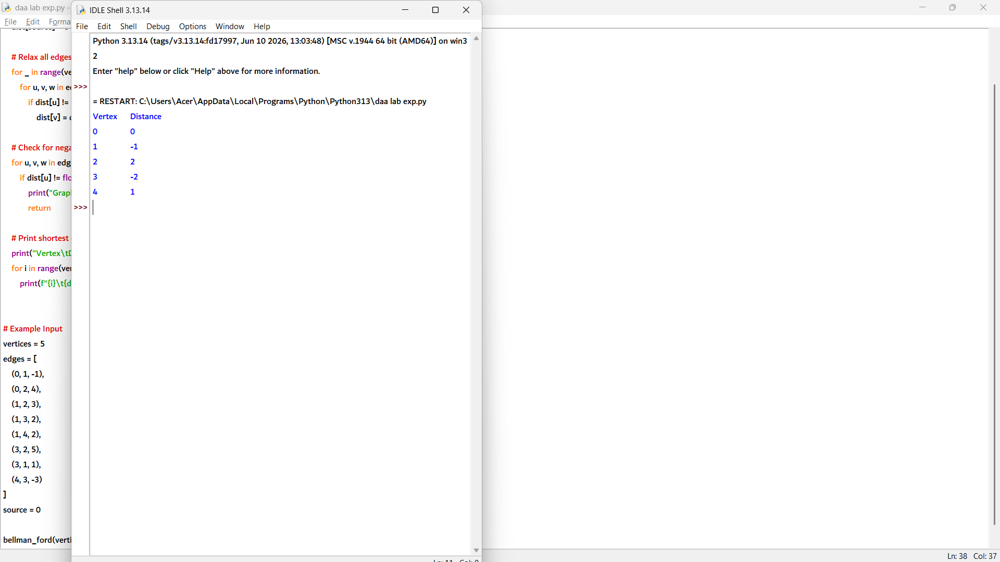 daa lab exp.py -
File Edit Forma
# Relax all edges
for _ in range(ve
for u, v, w in e
if dist[u] !=
dist[v] =
# Check for nega
for u, v, w in edg
if dist[u] != flo
print("Grap
return
# Print shortest
print("Vertex\tD
for i in range(ver
print(f"{i}\t{d
# Example Input
vertices = 5
edges = [
(0, 1, -1),
(0, 2, 4),
(1, 2, 3),
(1, 3, 2),
(1, 4, 2),
(3, 2, 5),
(3, 1, 1),
(4, 3, -3)
]
source = 0
bellman_ford(verti
IDLE Shell 3.13.14
File Edit Shell Debug Options Window Help
Python 3.13.14 (tags/v3.13.14:fd17997, Jun 10 2026, 13:03:48) [MSC v.1944 64 bit (AMD64)] on win3
2
Enter "help" below or click "Help" above for more information.
>>>
= RESTART: C:\Users\Acer\AppData\Local\Programs\Python\Python313\daa lab exp.py
Vertex Distance
0 0
1 -1
2 2
3 -2
4 1
>>>
Ln: 11 Col: 0
Ln: 38 Col: 37